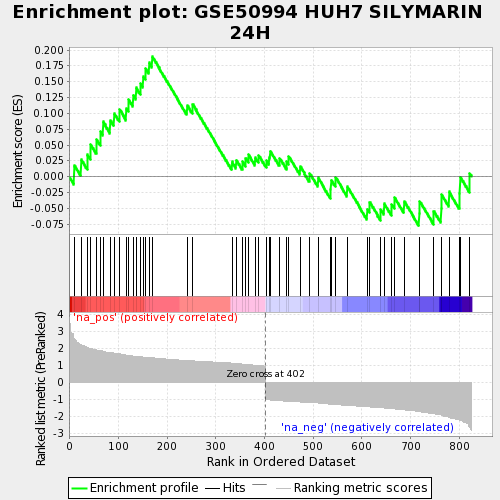 Enrichment plot: GSE50994 HUH7 SILYMARIN
24H
Enrichment score (ES)
0.200
0.175
0.150
0.125
0.100
0.075
0.050
0.025
0.000
-0.025
-0.050
-0.075
'na_pos' (positively correlated)
Ranked list metric (PreRanked)
4
3
2
1
0
-1
-2
-3
Zero cross at 402
'na_neg' (negatively correlated)
0 100 200 300 400 500 600 700 800
Rank in Ordered Dataset
Enrichment profile Hits Ranking metric scores